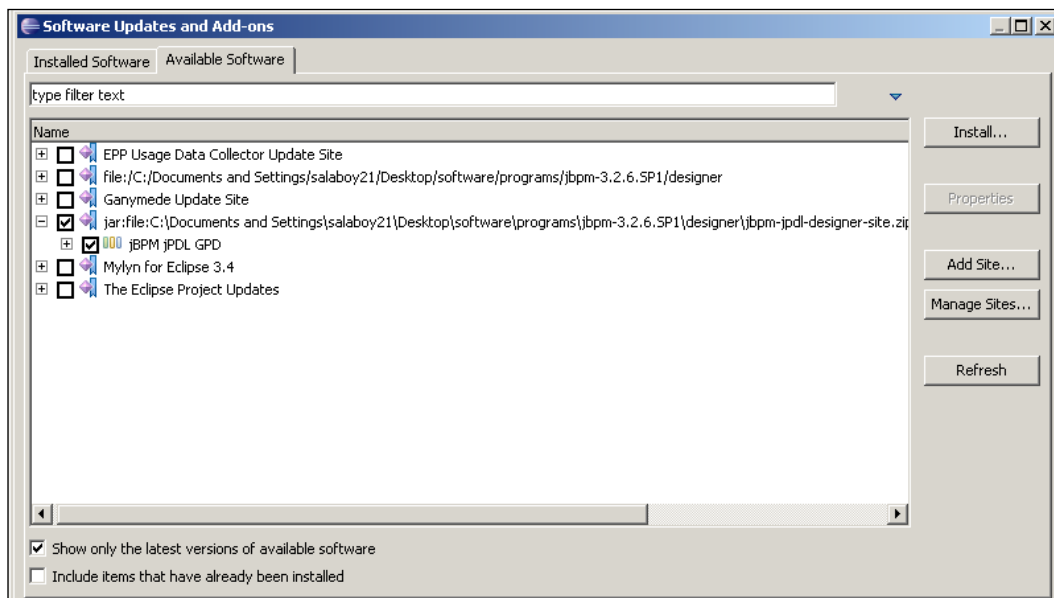 Software Updates and Add-ons
Installed Software Available Software
type filter text
Name
Install...
EPP Usage Data Collector Update Site
file:/C:/Documents and Settings/salaboy21/Desktop/software/programs/jbpm-3.2.6.SP1/designer
Ganymede Update Site
Properties
jar:file:C:\Documents and Settings\salaboy21\Desktop\software\programs\jbpm-3.2.6.SP1\designer\jbpm-jpdl-designer-site.zip
jBPM jPDL GPD
Mylyn for Eclipse 3.4
Add Site...
The Eclipse Project Updates
Manage Sites...
Refresh
Show only the latest versions of available software
Include items that have already been installed